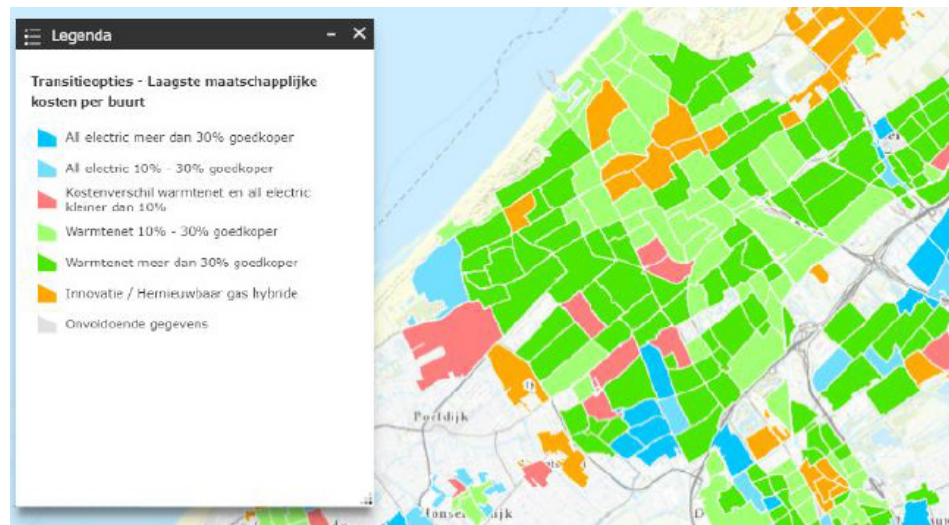 Legenda
Transitieopties - Laagste maatschapplijke
kosten per buurt
All electric meer dan 30% goedkoper
All electric 10% - 30% goedkoper
Kostenverschil warmtenet en all electric
kleiner dan 10%
Warmtenet 10% - 30% goedkoper
Warmtenet meer dan 30% goedkoper
Innovatie / Hernieuwbaar gas hybride
Onvoldoende gegevens
Poeldijk